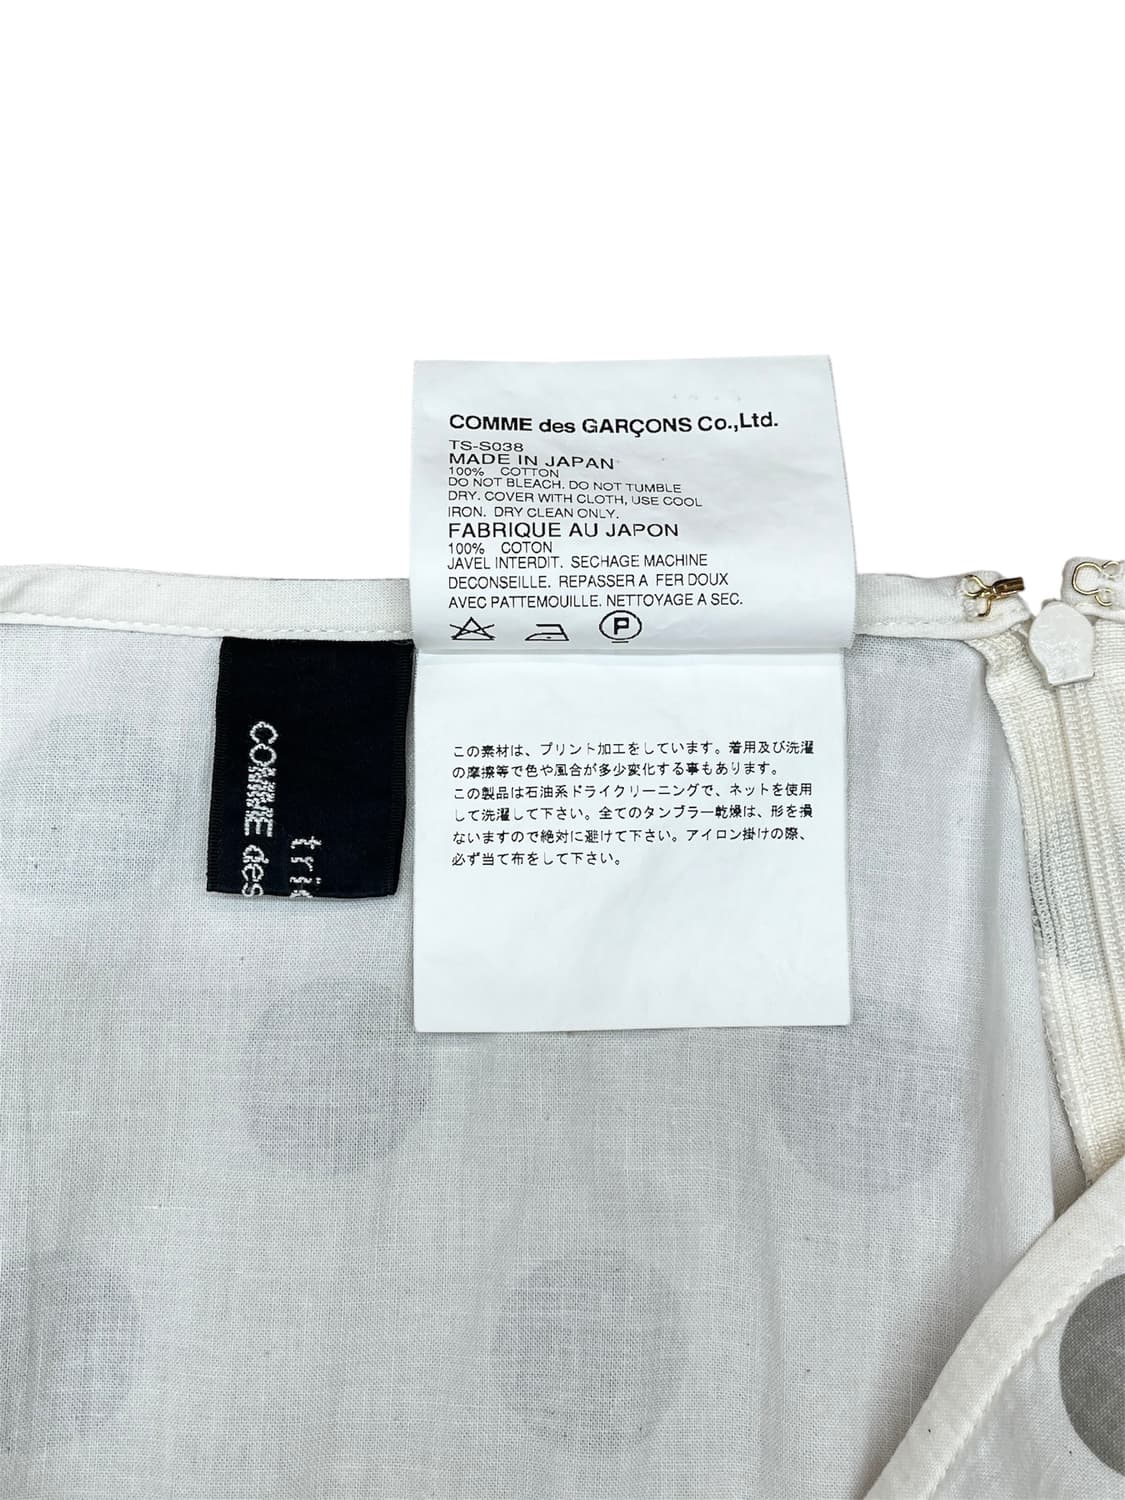 COMME des GARÇONS Co.,Ltd.
TS-S038
MADE IN JAPAN
100% COTTON
DO NOT BLEACH. DO NOT TUMBLE
DRY. COVER WITH CLOTH, USE COOL
IRON. DRY CLEAN ONLY.
FABRIQUE AU JAPON
100% COTON
JAVEL INTERDIT. SECHAGE MACHINE
DECONSEILLE. REPASSER A FER DOUX
AVEC PATTEMOUILLE. NETTOYAGE A SEC.
P
この素材は、プリント加工をしています。着用及び洗濯
の摩擦等で色や風合が多少変化する事もあります。
この製品は石油系ドライクリーニングで、ネットを使用
して洗濯して下さい。全てのタンブラー乾燥は、形を損
ないますので絶対に避けて下さい。アイロン掛けの際、
必ず当て布をして下さい。
tric
COMME des